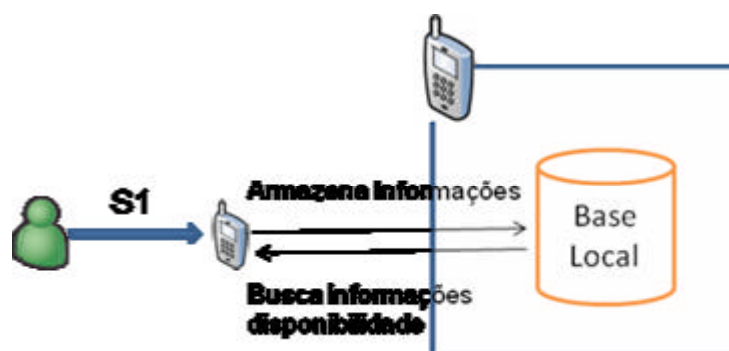 S1
Armazena informações
Base
Local
Busca informações
disponibilidade